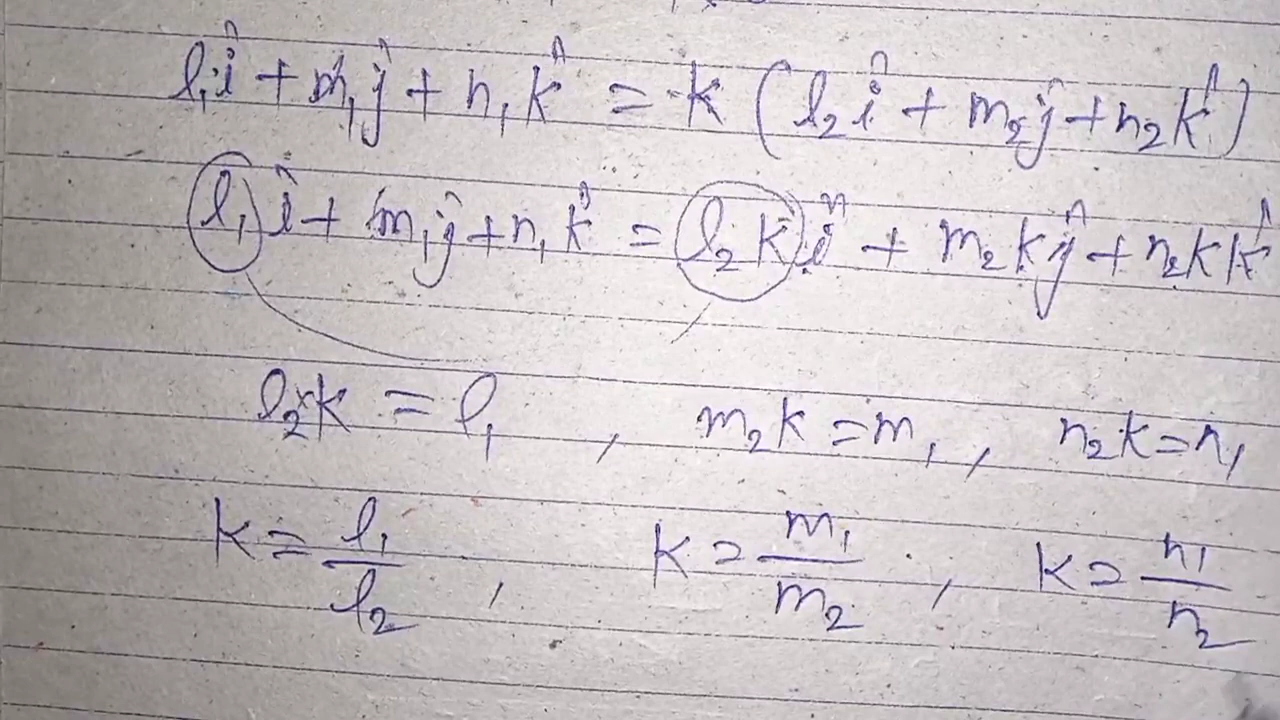 l₁î + m₁ĵ + n₁k̂ = k (l₂î + m₂ĵ + n₂k̂)
l₁î + m₁ĵ + n₁k̂ = l₂kî + m₂kĵ + n₂kk̂
l₂k = l₁ , m₂k = m₁ , n₂k = n₁
k = l₁/l₂ , k = m₁/m₂ , k = n₁/n₂